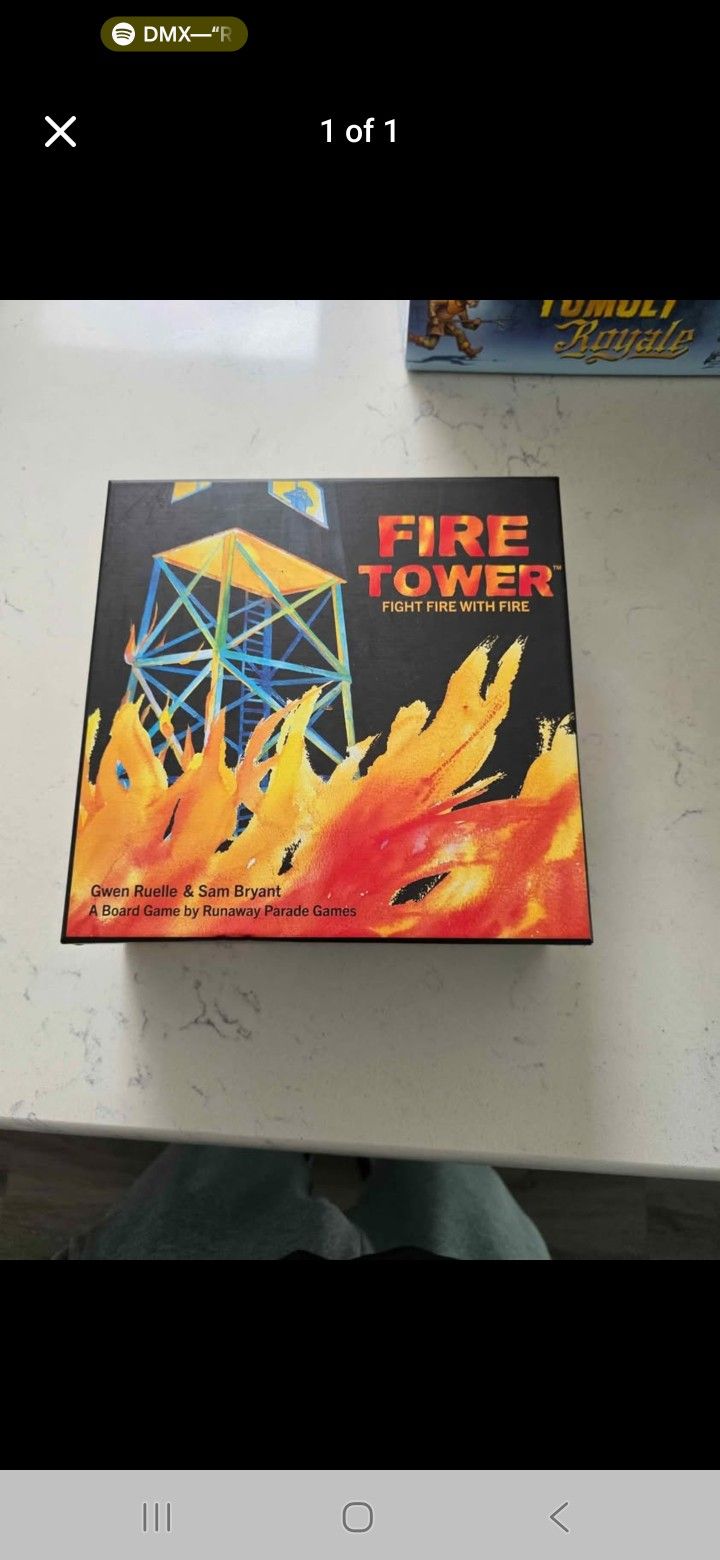 DMX—“R
1 of 1
Royale
FIRE
TOWER™
FIGHT FIRE WITH FIRE
Gwen Ruelle & Sam Bryant
A Board Game by Runaway Parade Games